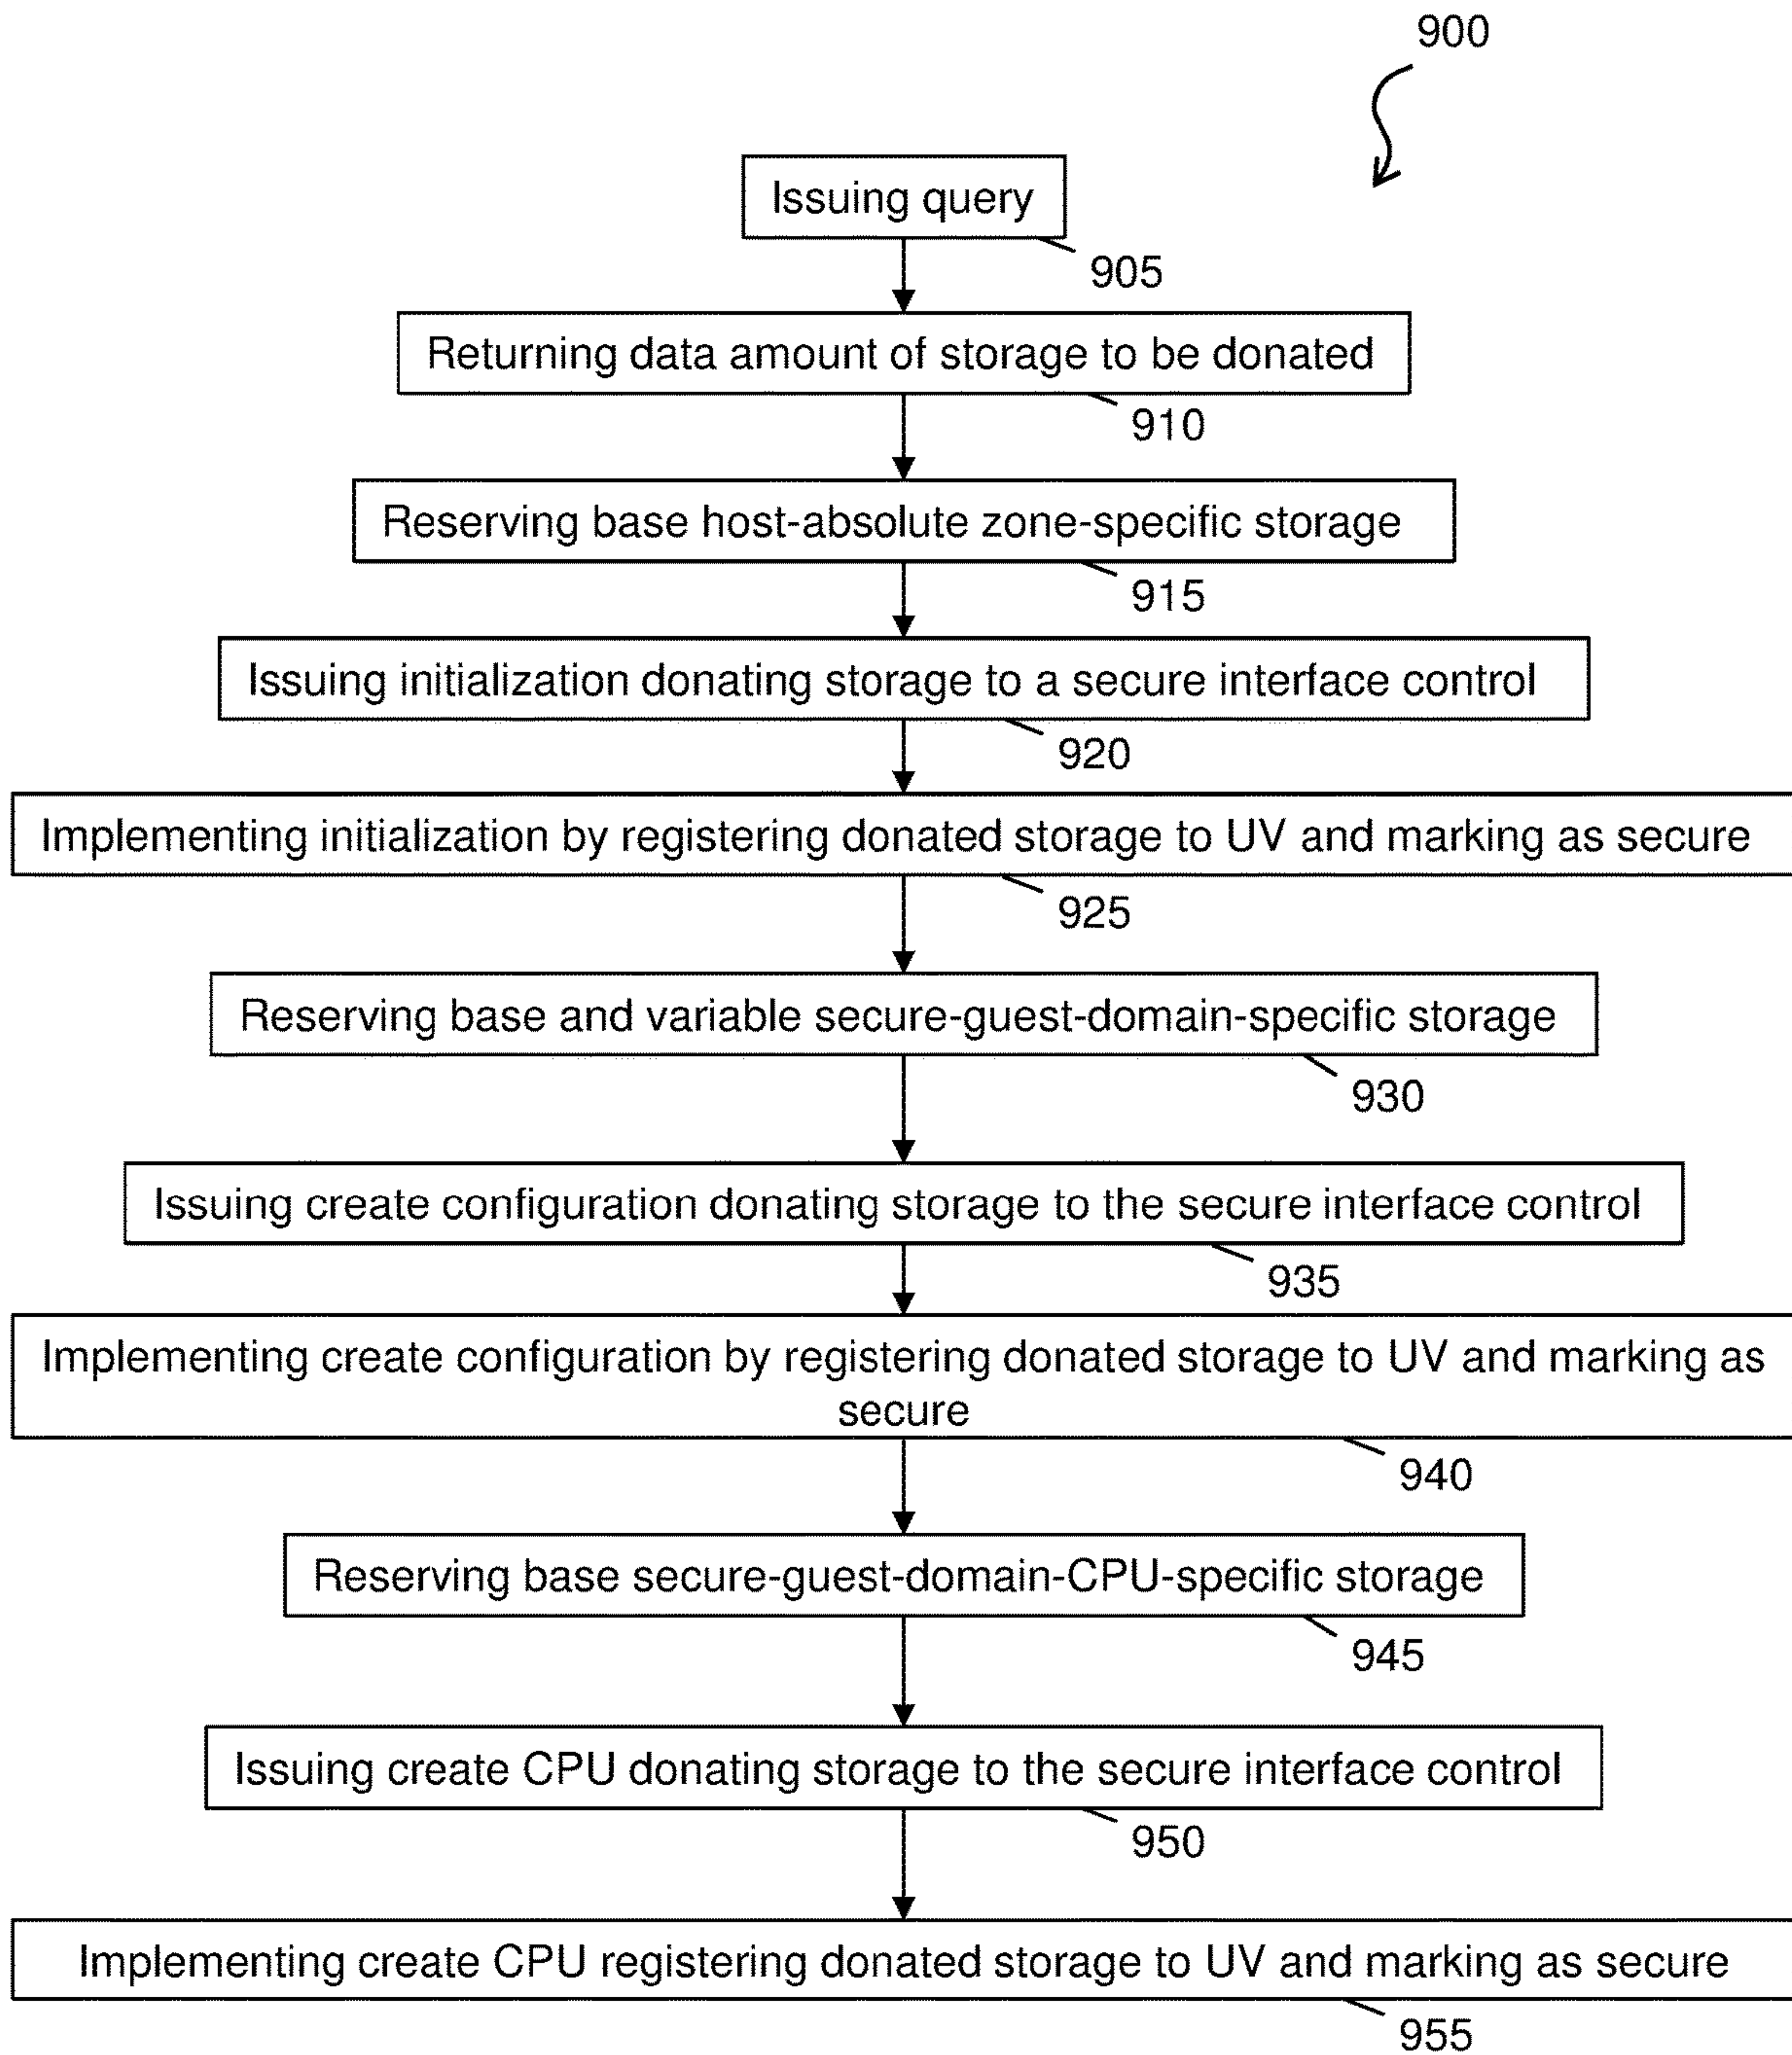 900
Issuing query
905
Returning data amount of storage to be donated
910
Reserving base host-absolute zone-specific storage
915
Issuing initialization donating storage to a secure interface control
920
Implementing initialization by registering donated storage to UV and marking as secure
925
Reserving base and variable secure-guest-domain-specific storage
930
Issuing create configuration donating storage to the secure interface control
935
Implementing create configuration by registering donated storage to UV and marking as
secure
940
Reserving base secure-guest-domain-CPU-specific storage
945
Issuing create CPU donating storage to the secure interface control
950
Implementing create CPU registering donated storage to UV and marking as secure
955